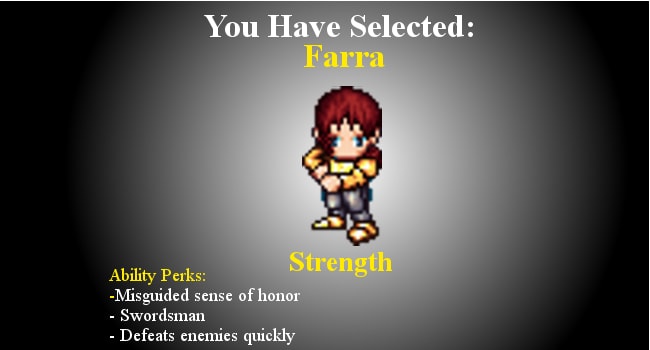 You Have Selected:
Farra
Strength
Ability Perks:
-Misguided sense of honor
- Swordsman
- Defeats enemies quickly